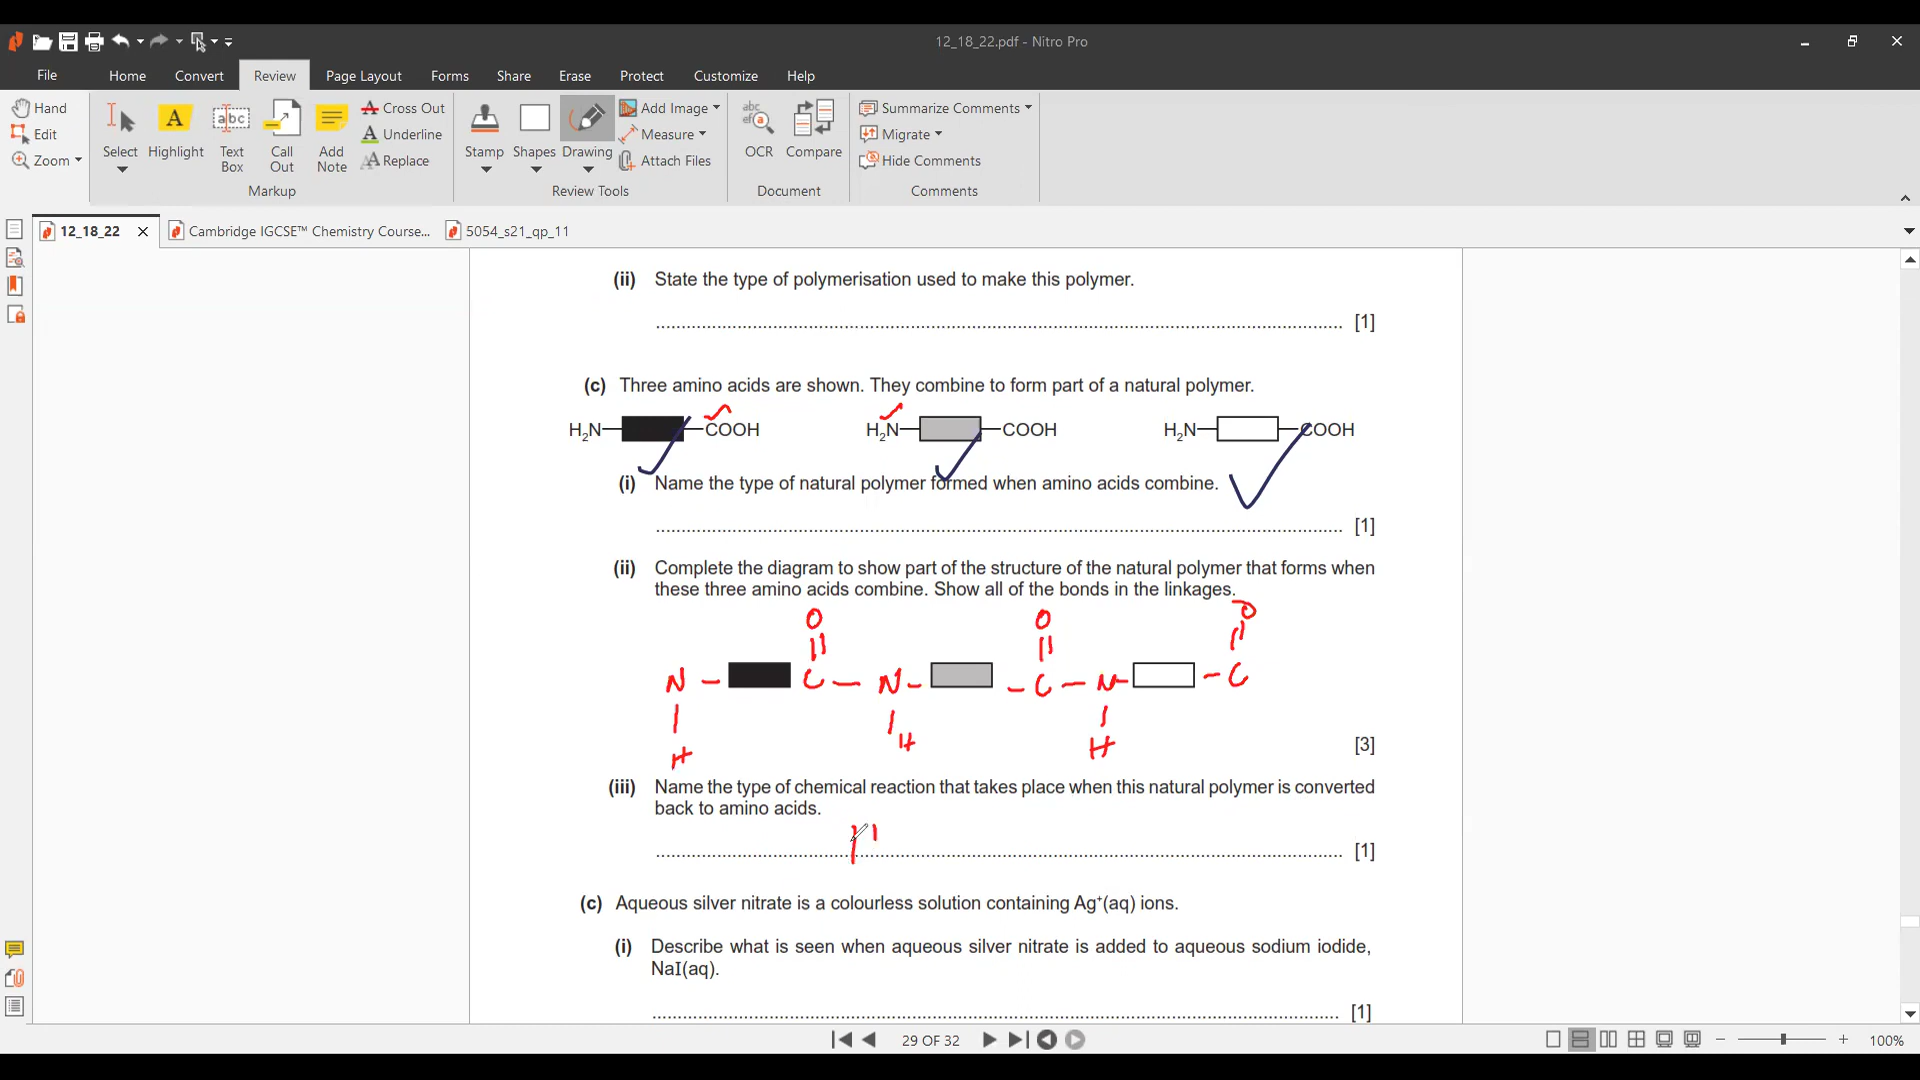 12_18_22.pdf - Nitro Pro
File Home Convert Review Page Layout Forms Share Erase Protect Customize Help
Hand
Edit
Zoom
Select
Highlight
Text Box
Call Out
Add Note
Cross Out
Underline
Replace
Markup
Stamp
Shapes
Drawing
Add Image
Measure
Attach Files
Review Tools
OCR
Compare
Document
Summarize Comments
Migrate
Hide Comments
Comments
12_18_22
Cambridge IGCSE™ Chemistry Course...
5054_s21_qp_11
(ii) State the type of polymerisation used to make this polymer.
[1]
(c) Three amino acids are shown. They combine to form part of a natural polymer.
H₂N COOH H₂N COOH H₂N COOH
(i) Name the type of natural polymer formed when amino acids combine.
[1]
(ii) Complete the diagram to show part of the structure of the natural polymer that forms when
these three amino acids combine. Show all of the bonds in the linkages.
O O O
N C N C N C
H H H
[3]
(iii) Name the type of chemical reaction that takes place when this natural polymer is converted
back to amino acids.
[1]
(c) Aqueous silver nitrate is a colourless solution containing Ag⁺(aq) ions.
(i) Describe what is seen when aqueous silver nitrate is added to aqueous sodium iodide,
NaI(aq).
[1]
29 OF 32
100%